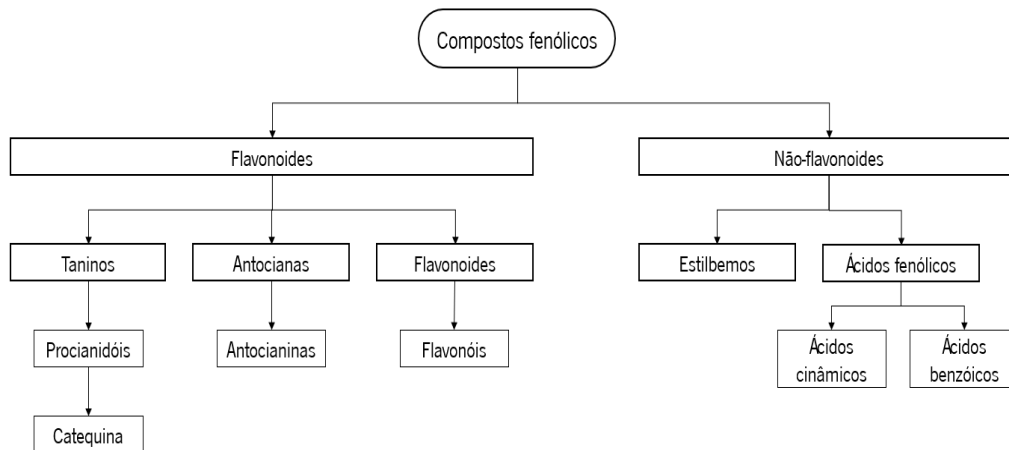 Compostos fenólicos
Flavonoides
Não-flavonoides
Taninos
Antocianas
Flavonoides
Estilbemos
Ácidos fenólicos
Procianidóis
Antocianinas
Flavonóis
Ácidos
cinâmicos
Ácidos
benzóicos
Catequina